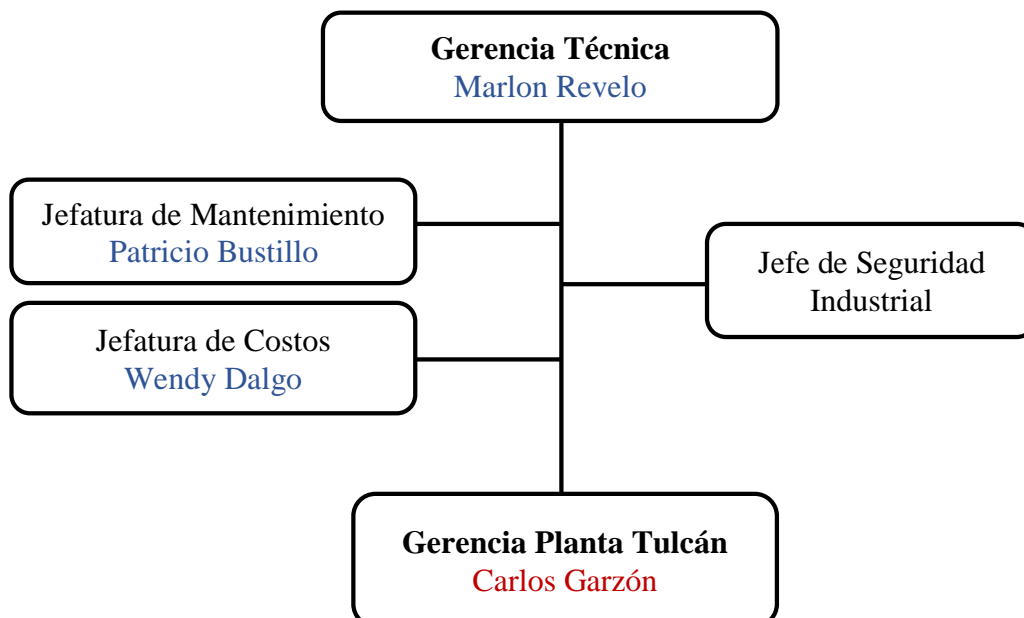 Gerencia Técnica
Marlon Revelo
Jefatura de Mantenimiento
Patricio Bustillo
Jefe de Seguridad
Industrial
Jefatura de Costos
Wendy Dalgo
Gerencia Planta Tulcán
Carlos Garzón